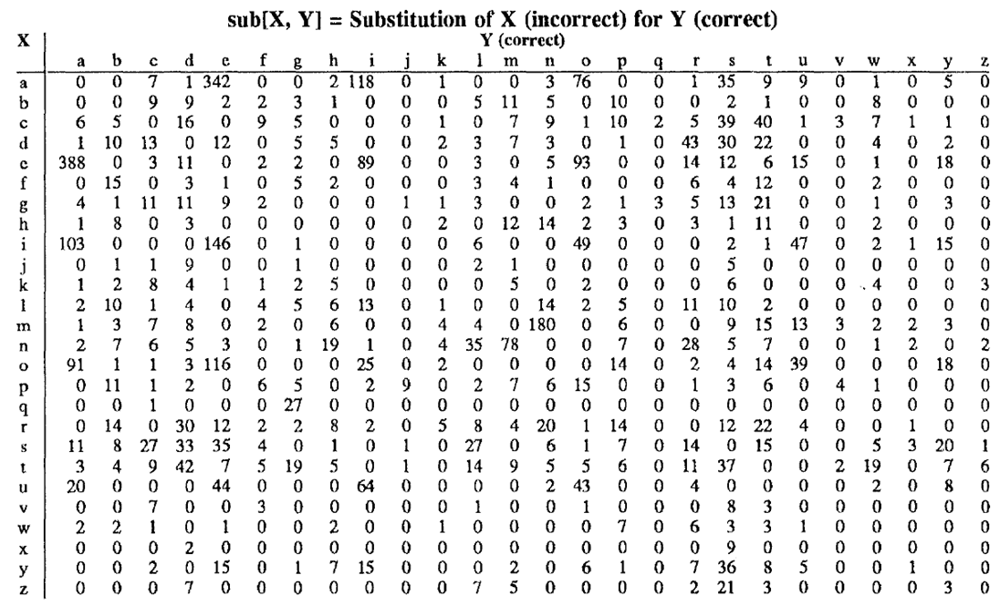 sub[X, Y] = Substitution of X (incorrect) for Y (correct)
X Y (correct)
a b c d e f g h i j k l m n o p q r s t u v w x y z
a 0 0 7 1 342 0 0 2 118 0 1 0 0 3 76 0 0 1 35 9 9 0 1 0 5 0
b 0 0 9 9 2 2 3 1 0 0 0 5 11 5 0 10 0 0 2 1 0 0 8 0 0 0
c 6 5 0 16 0 9 5 0 0 0 1 0 7 9 1 10 2 5 39 40 1 3 7 1 1 0
d 1 10 13 0 12 0 5 5 0 0 2 3 7 3 0 1 0 43 30 22 0 0 4 0 2 0
e 388 0 3 11 0 2 2 0 89 0 0 3 0 5 93 0 0 14 12 6 15 0 1 0 18 0
f 0 15 0 3 1 0 5 2 0 0 0 3 4 1 0 0 0 6 4 12 0 0 2 0 0 0
g 4 1 11 11 9 2 0 0 0 1 1 3 0 0 2 1 3 5 13 21 0 0 1 0 3 0
h 1 8 0 3 0 0 0 0 0 0 2 0 12 14 2 3 0 3 1 11 0 0 2 0 0 0
i 103 0 0 0 146 0 1 0 0 0 0 6 0 0 49 0 0 0 2 1 47 0 2 1 15 0
j 0 1 1 9 0 0 1 0 0 0 0 2 1 0 0 0 0 0 5 0 0 0 0 0 0 0
k 1 2 8 4 1 1 2 5 0 0 0 0 5 0 2 0 0 0 6 0 0 0 4 0 0 3
l 2 10 1 4 0 4 5 6 13 0 1 0 0 14 2 5 0 11 10 2 0 0 0 0 0 0
m 1 3 7 8 0 2 0 6 0 0 4 4 0 180 0 6 0 0 9 15 13 3 2 2 3 0
n 2 7 6 5 3 0 1 19 1 0 4 35 78 0 0 7 0 28 5 7 0 0 1 2 0 2
o 91 1 1 3 116 0 0 0 25 0 2 0 0 0 0 14 0 2 4 14 39 0 0 0 18 0
p 0 11 1 2 0 6 5 0 2 9 0 2 7 6 15 0 0 1 3 6 0 4 1 0 0 0
q 0 0 1 0 0 0 27 0 0 0 0 0 0 0 0 0 0 0 0 0 0 0 0 0 0 0
r 0 14 0 30 12 2 2 8 2 0 5 8 4 20 1 14 0 0 12 22 4 0 0 1 0 0
s 11 8 27 33 35 4 0 1 0 1 0 27 0 6 1 7 0 14 0 15 0 0 5 3 20 1
t 3 4 9 42 7 5 19 5 0 1 0 14 9 5 5 6 0 11 37 0 0 2 19 0 7 6
u 20 0 0 0 44 0 0 0 64 0 0 0 0 2 43 0 0 4 0 0 0 0 2 0 8 0
v 0 0 7 0 0 3 0 0 0 0 0 1 0 0 1 0 0 0 8 3 0 0 0 0 0 0
w 2 2 1 0 1 0 0 2 0 0 1 0 0 0 0 7 0 6 3 3 1 0 0 0 0 0
x 0 0 0 2 0 0 0 0 0 0 0 0 0 0 0 0 0 0 9 0 0 0 0 0 0 0
y 0 0 2 0 15 0 1 7 15 0 0 0 2 0 6 1 0 7 36 8 5 0 0 1 0 0
z 0 0 0 7 0 0 0 0 0 0 0 7 5 0 0 0 0 2 21 3 0 0 0 0 3 0